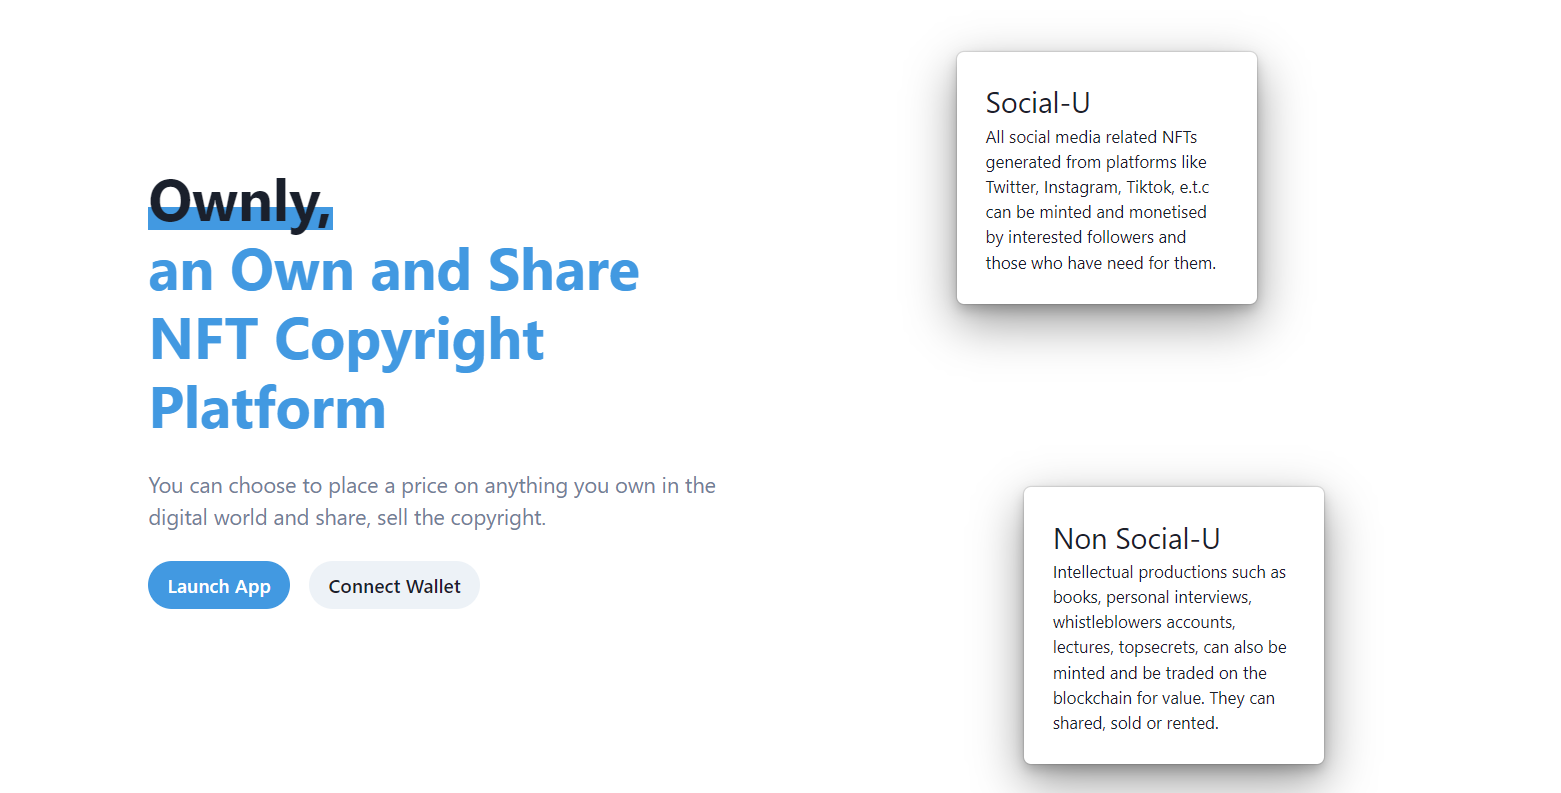 Ownly,
an Own and Share
NFT Copyright
Platform
You can choose to place a price on anything you own in the
digital world and share, sell the copyright.
Launch App
Connect Wallet
Social-U
All social media related NFTs
generated from platforms like
Twitter, Instagram, Tiktok, e.t.c
can be minted and monetised
by interested followers and
those who have need for them.
Non Social-U
Intellectual productions such as
books, personal interviews,
whistleblowers accounts,
lectures, topsecrets, can also be
minted and be traded on the
blockchain for value. They can
shared, sold or rented.